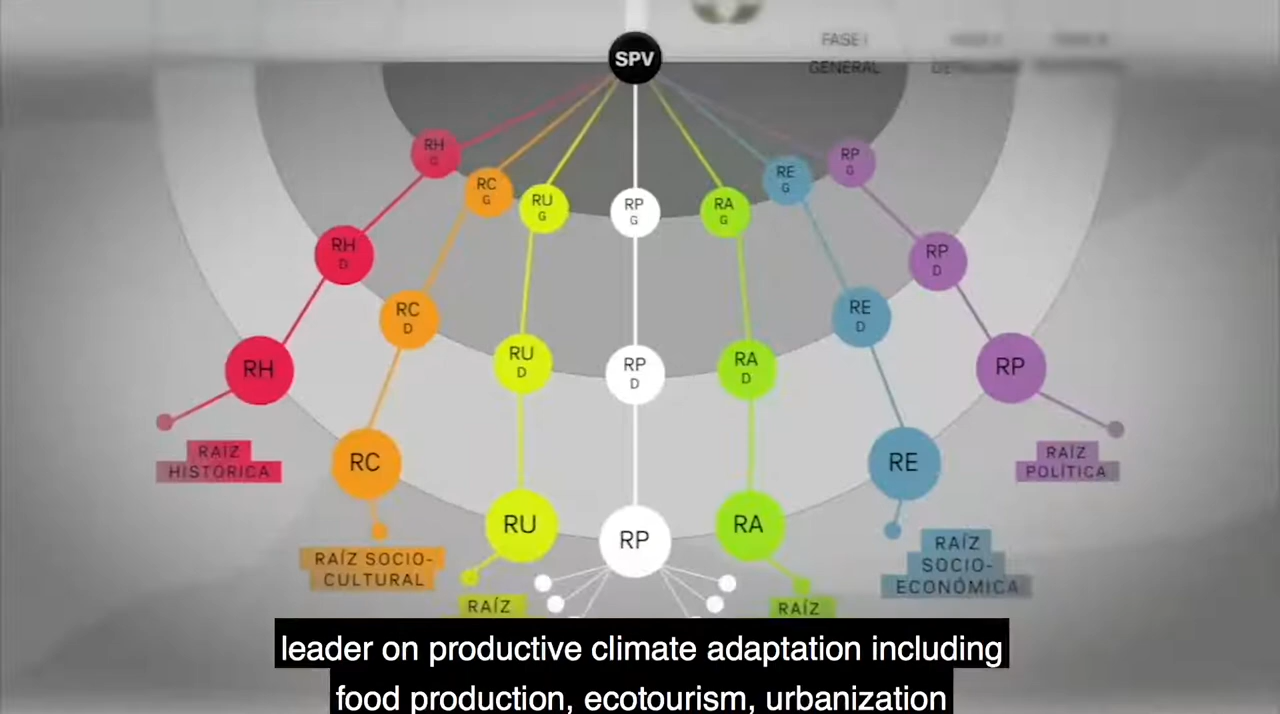 SPV
FASE I
GENERAL
RH
G
RC
G
RU
G
RP
G
RA
G
RE
G
RP
G
RH
D
RC
D
RU
D
RP
D
RA
D
RE
D
RP
D
RH
RC
RU
RP
RA
RE
RP
RAÍZ
HISTÓRICA
RAÍZ SOCIO-
CULTURAL
RAÍZ
RAÍZ
RAÍZ
SOCIO-
ECONÓMICA
RAÍZ
POLÍTICA
leader on productive climate adaptation including
food production, ecotourism, urbanization